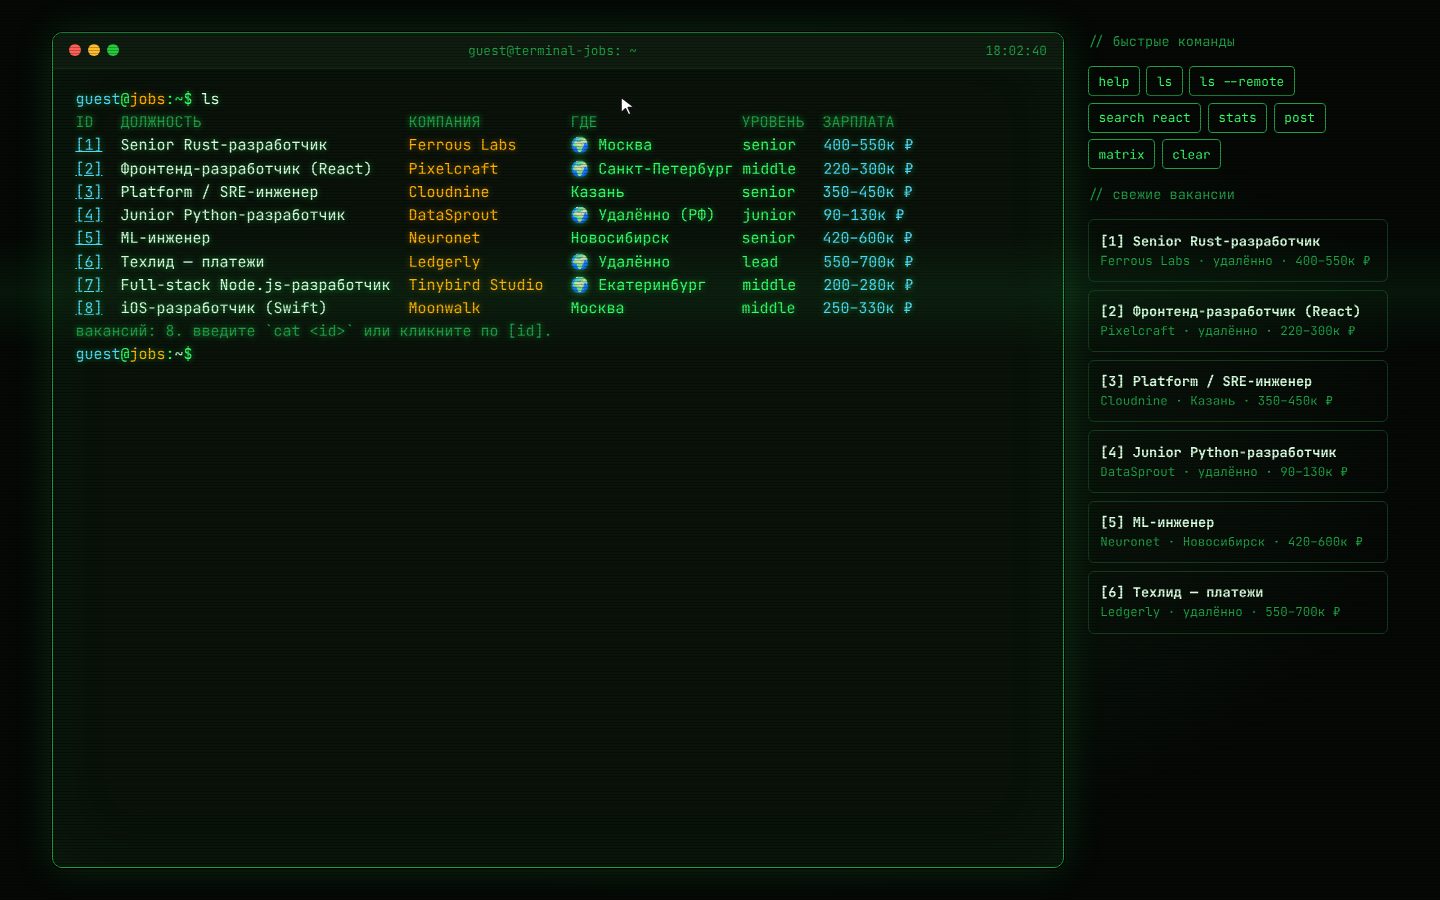 guest@terminal-jobs: ~
18:02:40
guest@jobs:~$ ls
ID ДОЛЖНОСТЬ КОМПАНИЯ ГДЕ УРОВЕНЬ ЗАРПЛАТА
[1] Senior Rust-разработчик Ferrous Labs 🌍 Москва senior 400–550к ₽
[2] Фронтенд-разработчик (React) Pixelcraft 🌍 Санкт-Петербург middle 220–300к ₽
[3] Platform / SRE-инженер Cloudnine Казань senior 350–450к ₽
[4] Junior Python-разработчик DataSprout 🌍 Удалённо (РФ) junior 90–130к ₽
[5] ML-инженер Neuronet Новосибирск senior 420–600к ₽
[6] Техлид — платежи Ledgerly 🌍 Удалённо lead 550–700к ₽
[7] Full-stack Node.js-разработчик Tinybird Studio 🌍 Екатеринбург middle 200–280к ₽
[8] iOS-разработчик (Swift) Moonwalk Москва middle 250–330к ₽
вакансий: 8. введите `cat <id>` или кликните по [id].
guest@jobs:~$
// быстрые команды
help ls ls --remote
search react stats post
matrix clear
// свежие вакансии
[1] Senior Rust-разработчик
Ferrous Labs · удалённо · 400–550к ₽
[2] Фронтенд-разработчик (React)
Pixelcraft · удалённо · 220–300к ₽
[3] Platform / SRE-инженер
Cloudnine · Казань · 350–450к ₽
[4] Junior Python-разработчик
DataSprout · удалённо · 90–130к ₽
[5] ML-инженер
Neuronet · Новосибирск · 420–600к ₽
[6] Техлид — платежи
Ledgerly · удалённо · 550–700к ₽